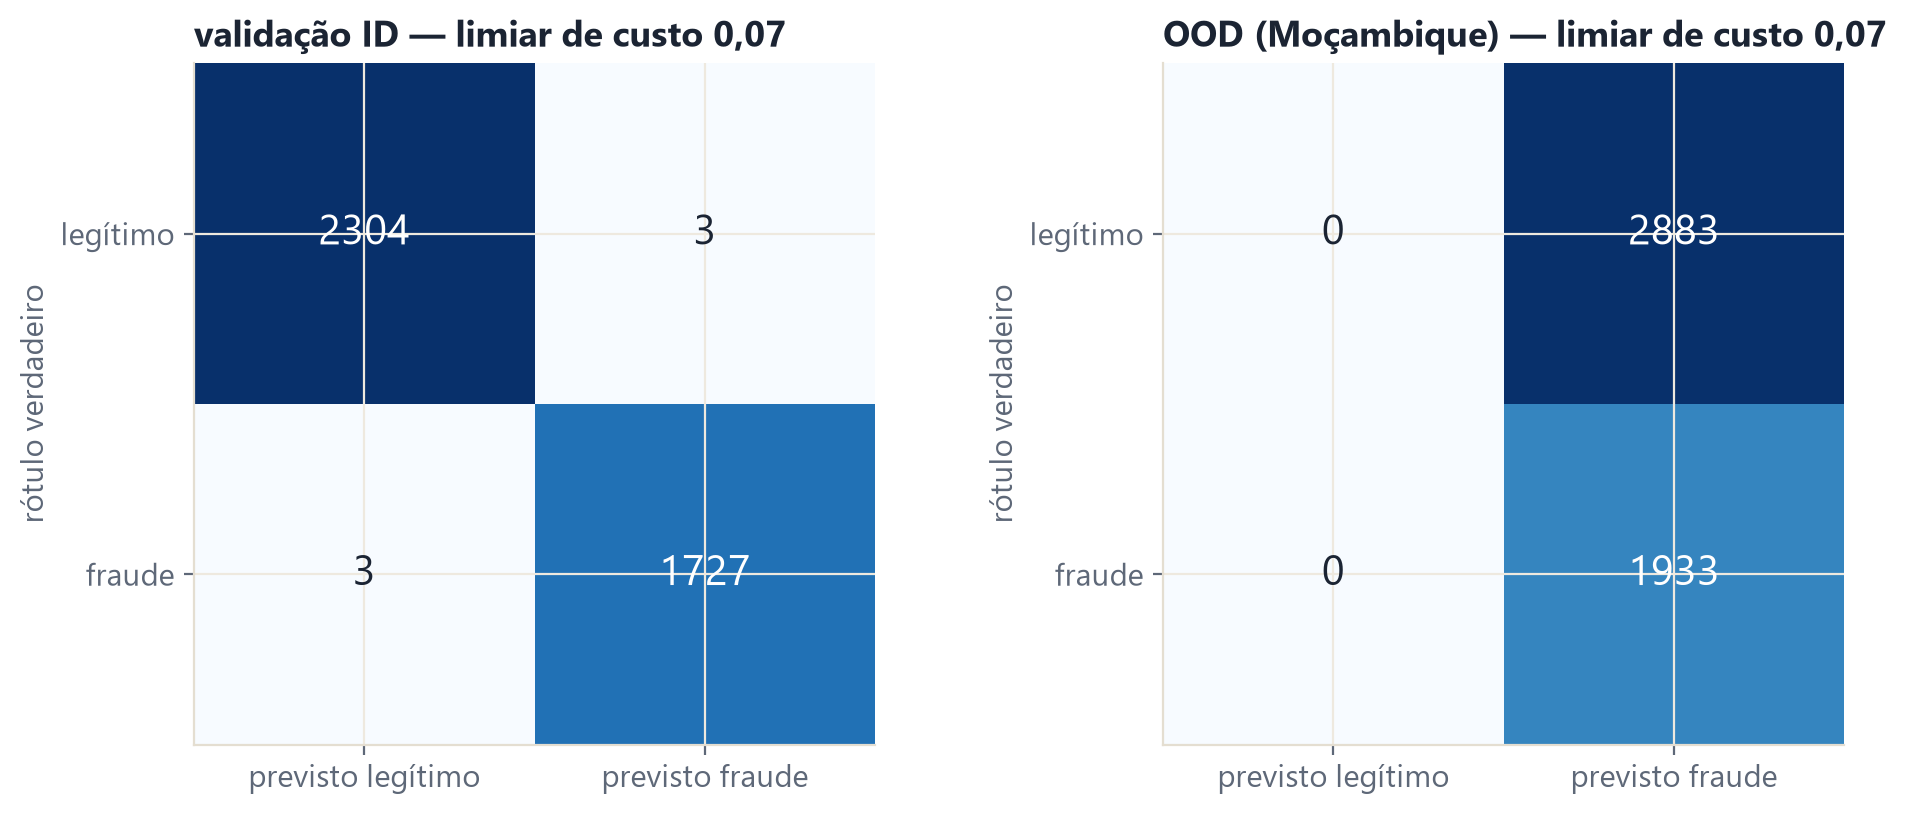 validação ID — limiar de custo 0,07
rótulo verdadeiro
legítimo
2304
3
fraude
3
1727
previsto legítimo
previsto fraude
OOD (Moçambique) — limiar de custo 0,07
rótulo verdadeiro
legítimo
0
2883
fraude
0
1933
previsto legítimo
previsto fraude